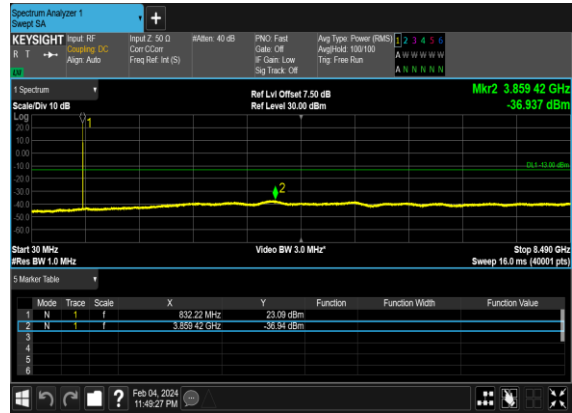 Spectrum Analyzer 1
Swept SA
+
KEYSIGHT Input: RF Input Z: 50 Ω #Atten: 40 dB PNO: Fast Avg Type: Power (RMS) 1 2 3 4 5 6
R T Coupling: DC Corr CCorr Gate: Off Avg|Hold: 100/100 A W W W W W
Align: Auto Freq Ref: Int (S) IF Gain: Low Trig: Free Run
LW Sig Track: Off A N N N N N
1 Spectrum Ref Lvl Offset 7.50 dB Mkr2 3.859 42 GHz
Scale/Div 10 dB Ref Level 30.00 dBm -36.937 dBm
Log
1
20.0
10.0
0.00
-10.0 DL1 -13.00 dBm
-20.0
-30.0 2
-40.0
-50.0
-60.0
Start 30 MHz Video BW 3.0 MHz* Stop 8.490 GHz
#Res BW 1.0 MHz Sweep 16.0 ms (40001 pts)
5 Marker Table
Mode Trace Scale X Y Function Function Width Function Value
1 N 1 f 832.22 MHz 23.09 dBm
2 N 1 f 3.859 42 GHz -36.94 dBm
3
4
5
6
? Feb 04, 2024
11:49:27 PM